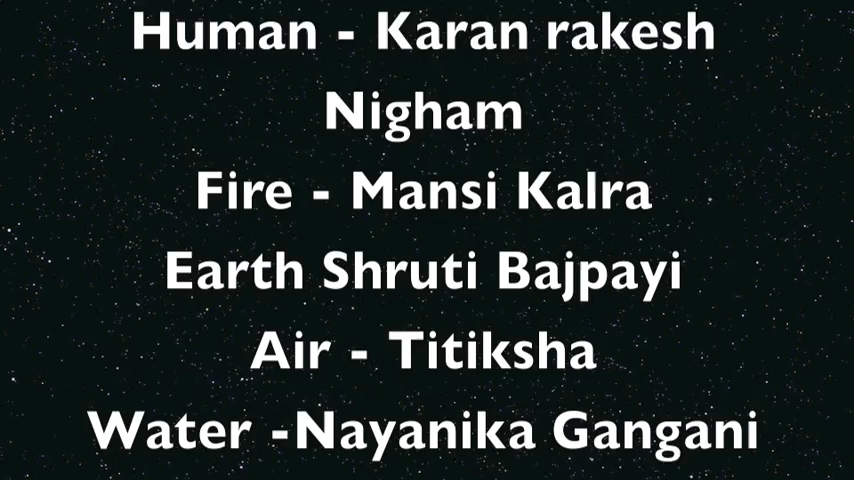 Human - Karan rakesh
Nigham
Fire - Mansi Kalra
Earth Shruti Bajpayi
Air - Titiksha
Water -Nayanika Gangani